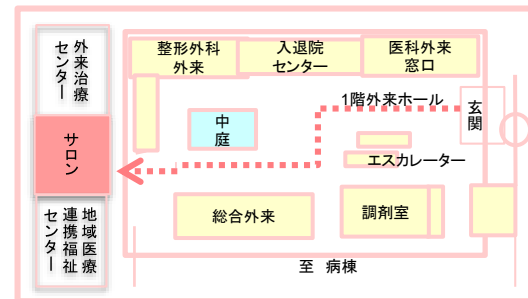 外来治療
センター
サロン
地域医療
連携福祉
センター
整形外科
外来
入退院
センター
医科外来
窓口
1階外来ホール
玄関
中庭
エスカレーター
総合外来
調剤室
至 病棟